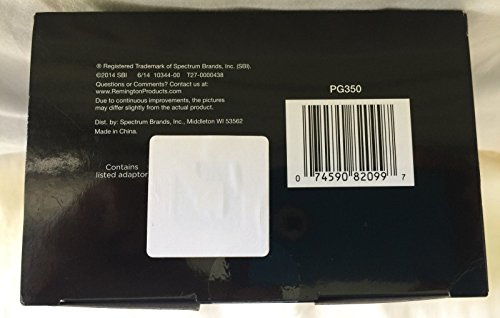 ® Registered Trademark of Spectrum Brands, Inc. (SBI),
©2014 SBI 6/14 10344-00 T27-0000438
Questions or Comments? Contact us at:
www.RemingtonProducts.com
Due to continuous improvements, the pictures
may differ slightly from the actual product.
Dist. by: Spectrum Brands, Inc., Middleton WI 53562
Made in China.
Contains
listed adaptor
PG350
0 74590 82099 7